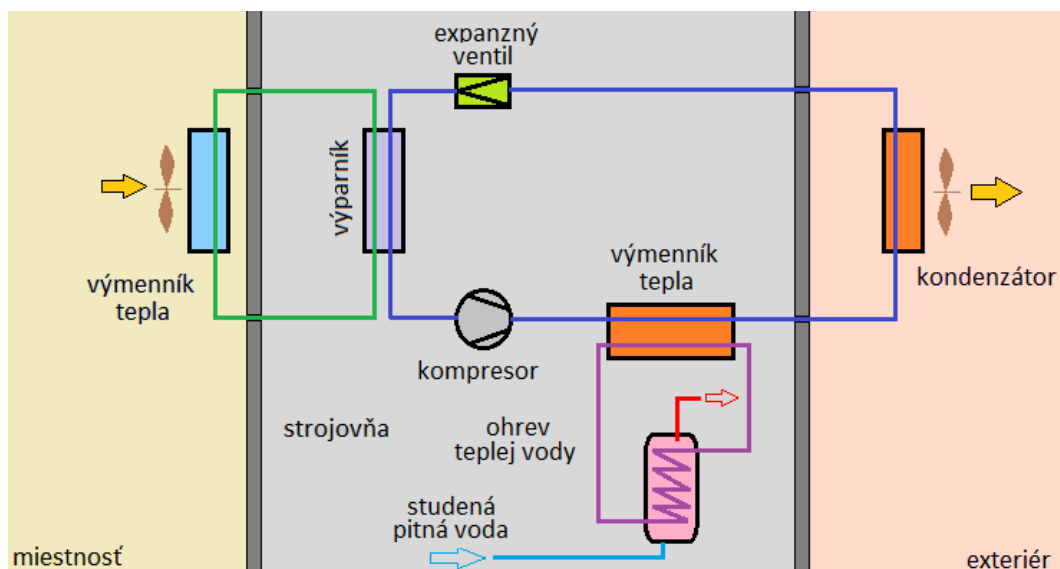 expanzný
ventil
výparník
výmenník
tepla
výmenník
tepla
kondenzátor
kompresor
strojovňa
ohrev
teplej vody
studená
pitná voda
miestnosť
exteriér